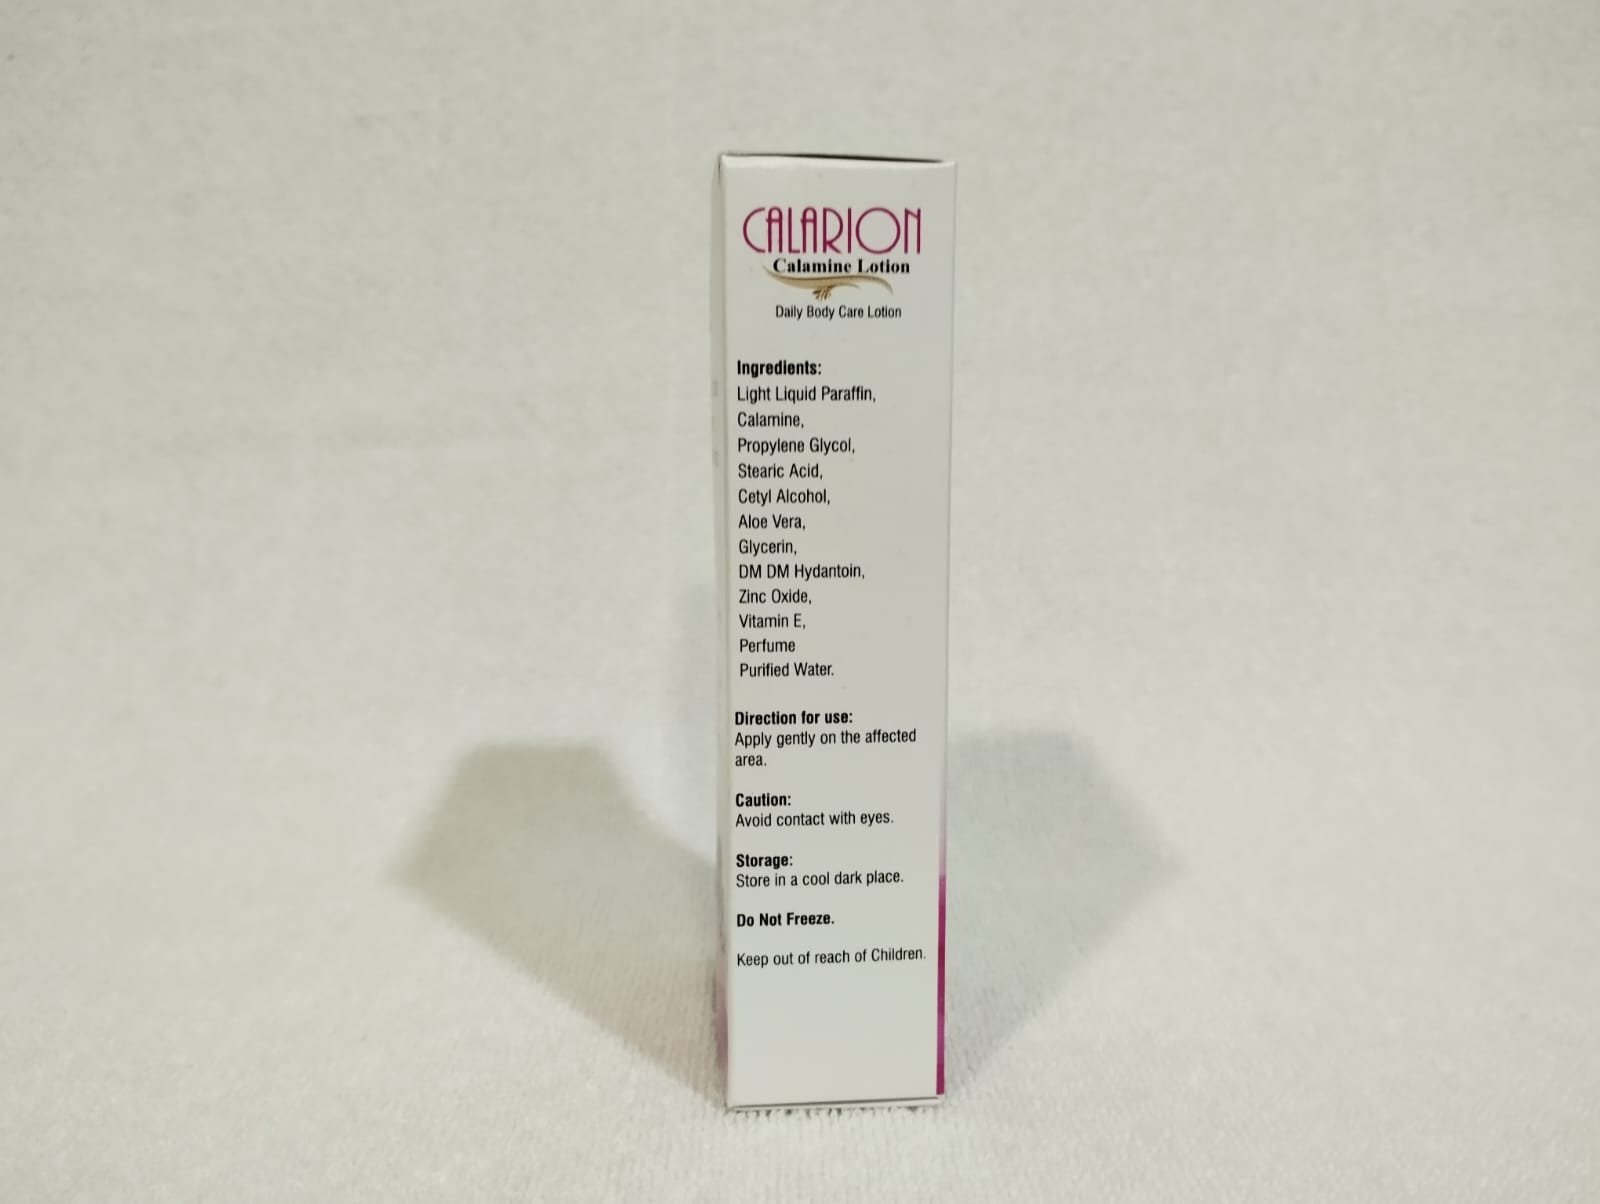 CALARION
Calamine Lotion
Daily Body Care Lotion
Ingredients:
Light Liquid Paraffin,
Calamine,
Propylene Glycol,
Stearic Acid,
Cetyl Alcohol,
Aloe Vera,
Glycerin,
DM DM Hydantoin,
Zinc Oxide,
Vitamin E,
Perfume
Purified Water.
Direction for use:
Apply gently on the affected
area.
Caution:
Avoid contact with eyes.
Storage:
Store in a cool dark place.
Do Not Freeze.
Keep out of reach of Children.